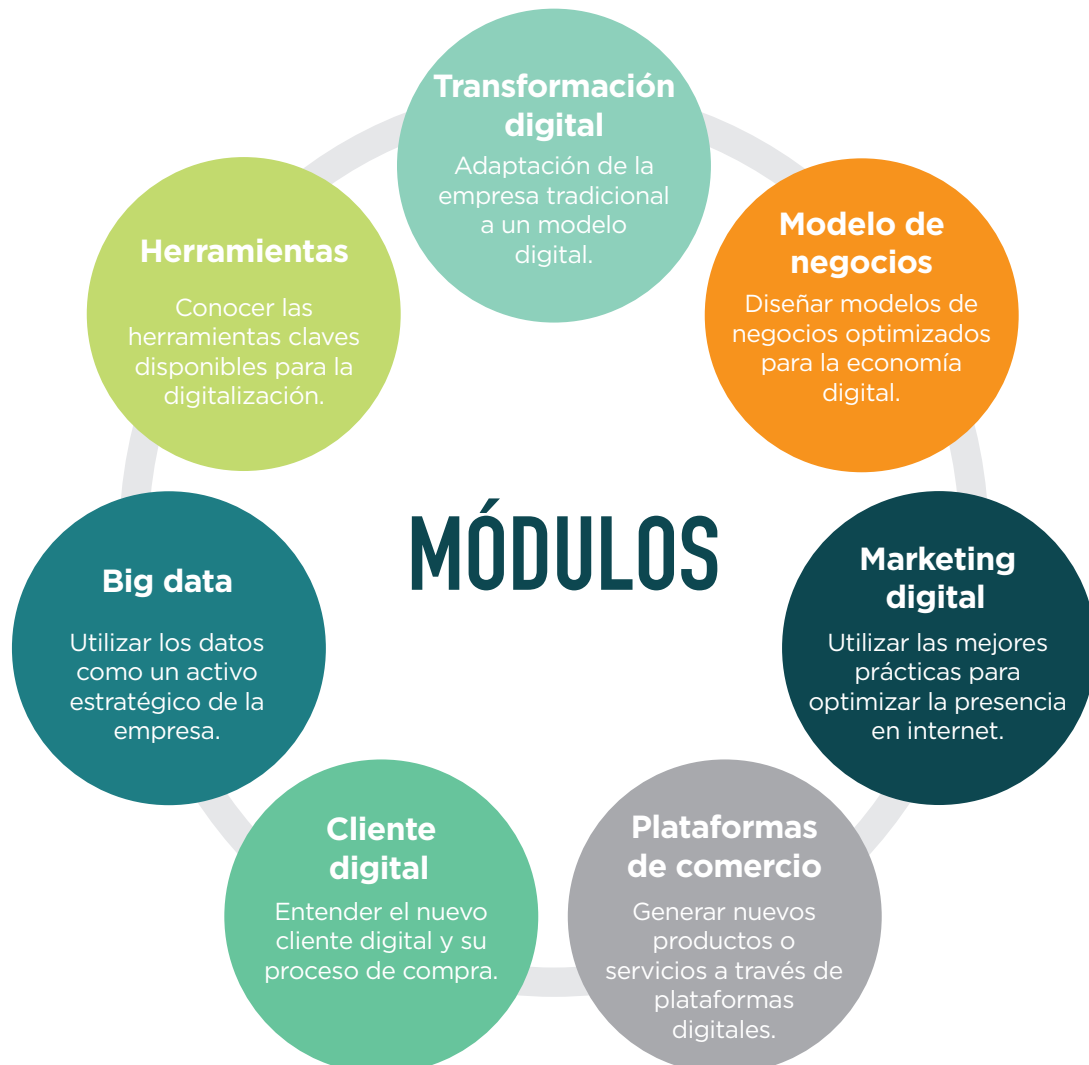 Transformación
digital
Adaptación de la
empresa tradicional
a un modelo
digital.
Modelo de
negocios
Diseñar modelos de
negocios optimizados
para la economía
digital.
Marketing
digital
Utilizar las mejores
prácticas para
optimizar la presencia
en internet.
Plataformas
de comercio
Generar nuevos
productos o
servicios a través de
plataformas
digitales.
Cliente
digital
Entender el nuevo
cliente digital y su
proceso de compra.
Big data
Utilizar los datos
como un activo
estratégico de la
empresa.
Herramientas
Conocer las
herramientas claves
disponibles para la
digitalización.
MÓDULOS